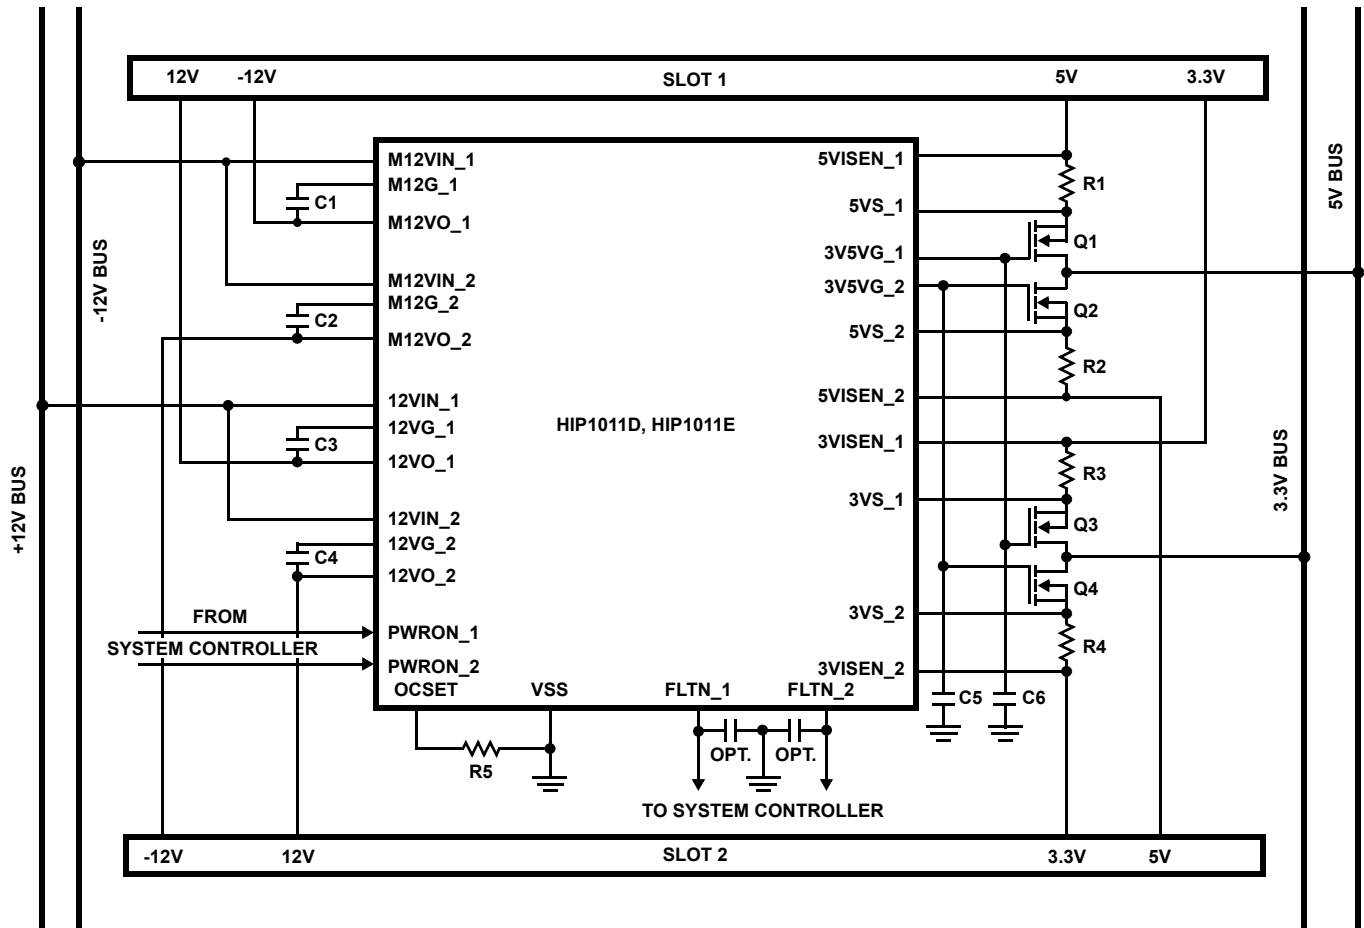 12V
-12V
SLOT 1
5V
3.3V
M12VIN_1
M12G_1
C1
M12VO_1
M12VIN_2
M12G_2
C2
M12VO_2
12VIN_1
12VG_1
C3
12VO_1
12VIN_2
12VG_2
C4
12VO_2
FROM
SYSTEM CONTROLLER
PWRON_1
PWRON_2
OCSET
VSS
FLTN_1
FLTN_2
HIP1011D, HIP1011E
5VISEN_1
5VS_1
3V5VG_1
3V5VG_2
5VS_2
5VISEN_2
3VISEN_1
3VS_1
3VS_2
3VISEN_2
R1
Q1
Q2
R2
R3
Q3
Q4
R4
C5
C6
R5
OPT.
OPT.
TO SYSTEM CONTROLLER
-12V
12V
SLOT 2
3.3V
5V
+12V BUS
-12V BUS
3.3V BUS
5V BUS